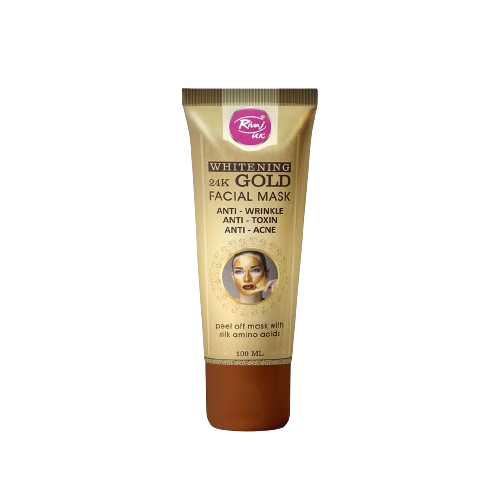 Rivaj
UK
WHITENING
24K GOLD
FACIAL MASK
ANTI - WRINKLE
ANTI - TOXIN
ANTI - ACNE
peel off mask with
silk amino acids
100 ML